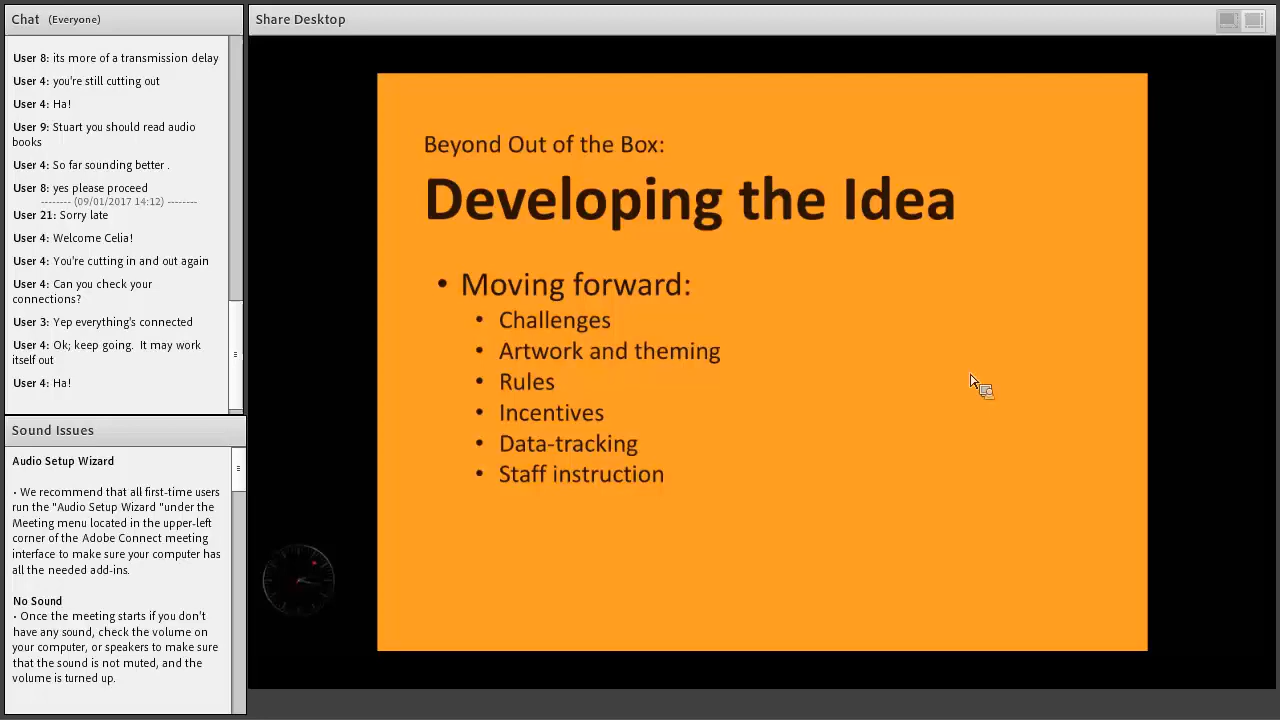 Chat (Everyone)
User 8: its more of a transmission delay
User 4: you're still cutting out
User 4: Ha!
User 9: Stuart you should read audio
books
User 4: So far sounding better .
User 8: yes please proceed
-------- (09/01/2017 14:12) --------
User 21: Sorry late
User 4: Welcome Celia!
User 4: You're cutting in and out again
User 4: Can you check your
connections?
User 3: Yep everything's connected
User 4: Ok; keep going. It may work
itself out
User 4: Ha!
Sound Issues
Audio Setup Wizard
• We recommend that all first-time users
run the "Audio Setup Wizard "under the
Meeting menu located in the upper-left
corner of the Adobe Connect meeting
interface to make sure your computer has
all the needed add-ins.
No Sound
• Once the meeting starts if you don't
have any sound, check the volume on
your computer, or speakers to make sure
that the sound is not muted, and the
volume is turned up.
Share Desktop
Beyond Out of the Box:
Developing the Idea
• Moving forward:
• Challenges
• Artwork and theming
• Rules
• Incentives
• Data-tracking
• Staff instruction